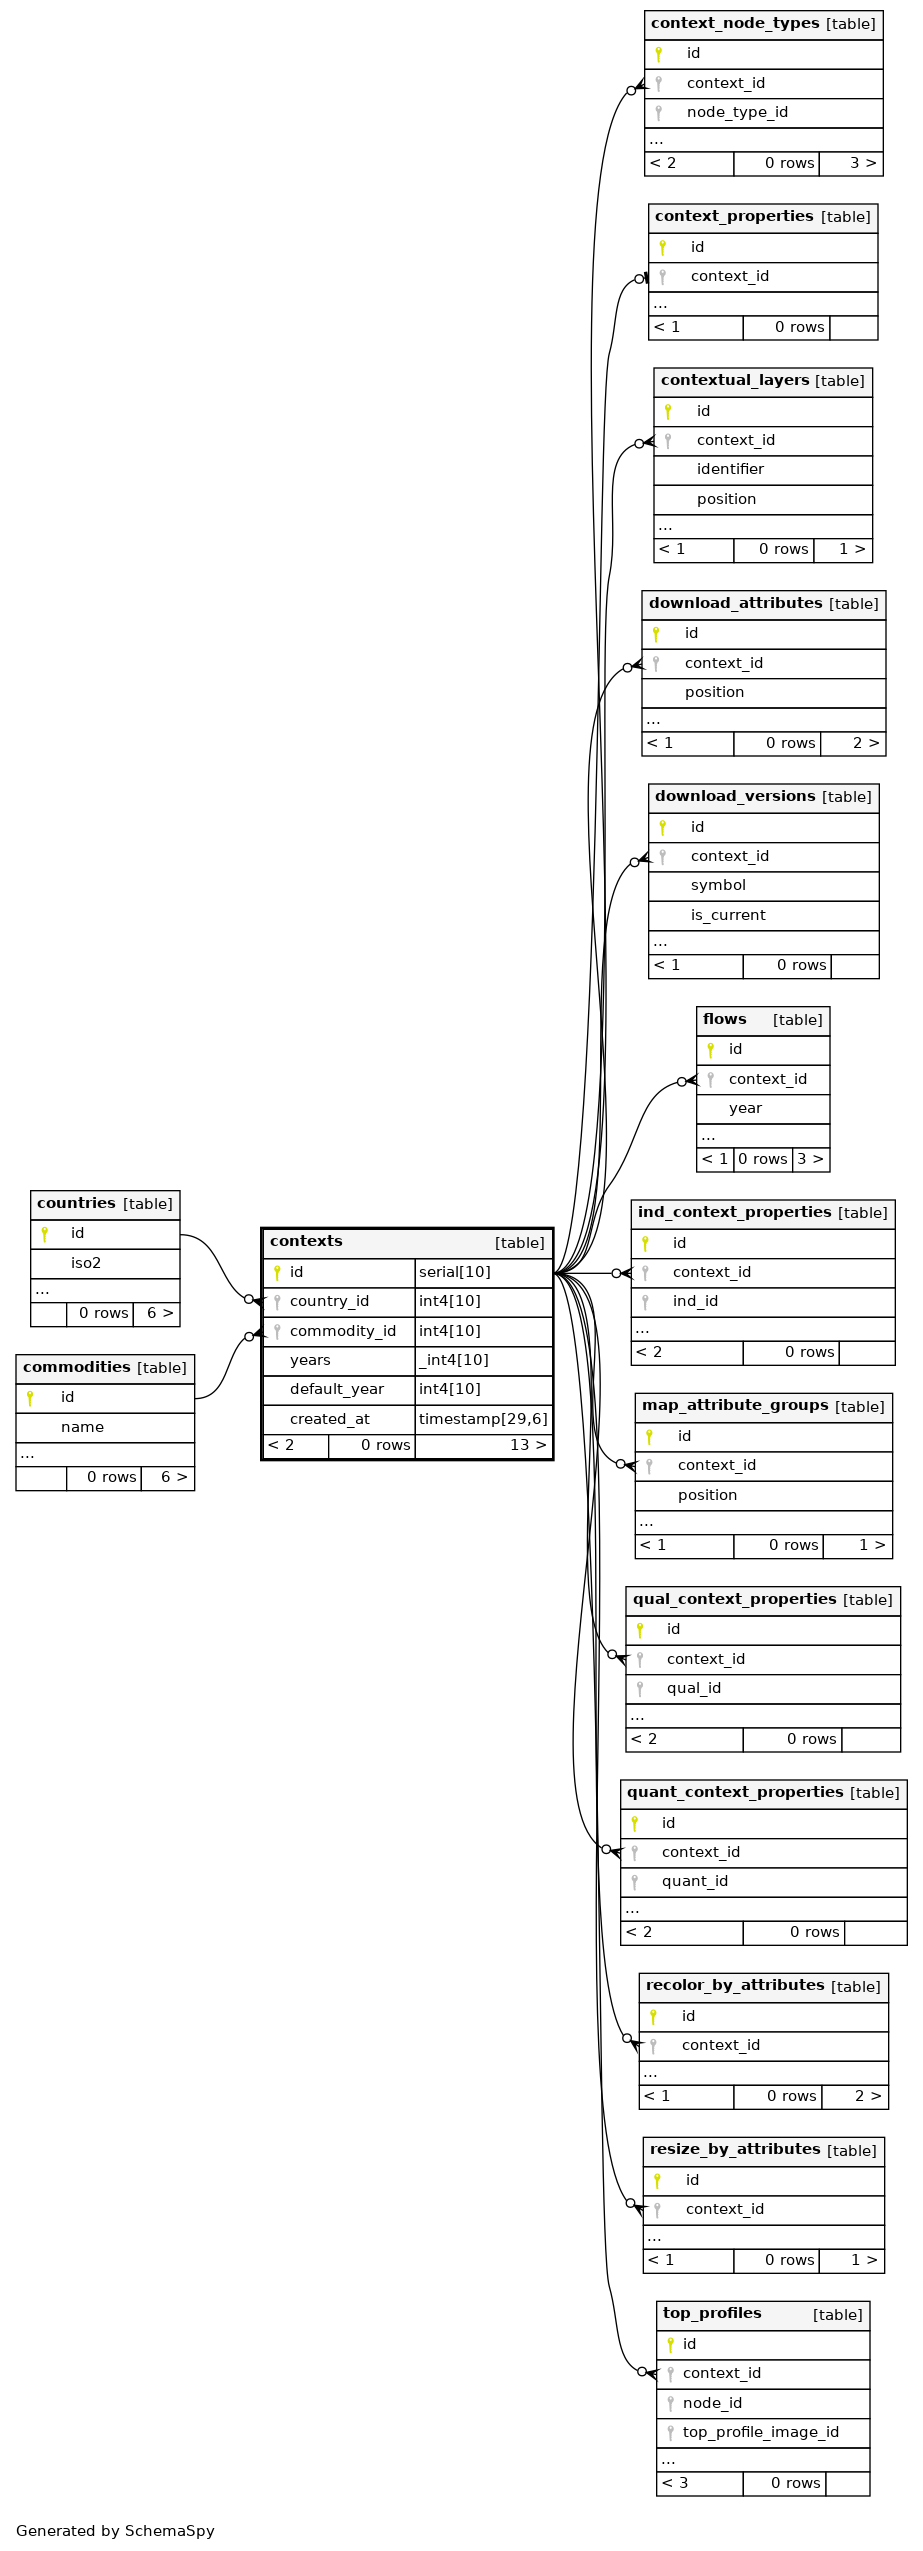 context_node_types [table]
id
context_id
node_type_id
...
< 2 0 rows 3 >
context_properties [table]
id
context_id
...
< 1 0 rows
contextual_layers [table]
id
context_id
identifier
position
...
< 1 0 rows 1 >
download_attributes [table]
id
context_id
position
...
< 1 0 rows 2 >
download_versions [table]
id
context_id
symbol
is_current
...
< 1 0 rows
flows [table]
id
context_id
year
...
< 1 0 rows 3 >
countries [table]
id
iso2
...
0 rows 6 >
commodities [table]
id
name
...
0 rows 6 >
contexts [table]
id serial[10]
country_id int4[10]
commodity_id int4[10]
years _int4[10]
default_year int4[10]
created_at timestamp[29,6]
< 2 0 rows 13 >
ind_context_properties [table]
id
context_id
ind_id
...
< 2 0 rows
map_attribute_groups [table]
id
context_id
position
...
< 1 0 rows 1 >
qual_context_properties [table]
id
context_id
qual_id
...
< 2 0 rows
quant_context_properties [table]
id
context_id
quant_id
...
< 2 0 rows
recolor_by_attributes [table]
id
context_id
...
< 1 0 rows 2 >
resize_by_attributes [table]
id
context_id
...
< 1 0 rows 1 >
top_profiles [table]
id
context_id
node_id
top_profile_image_id
...
< 3 0 rows
Generated by SchemaSpy